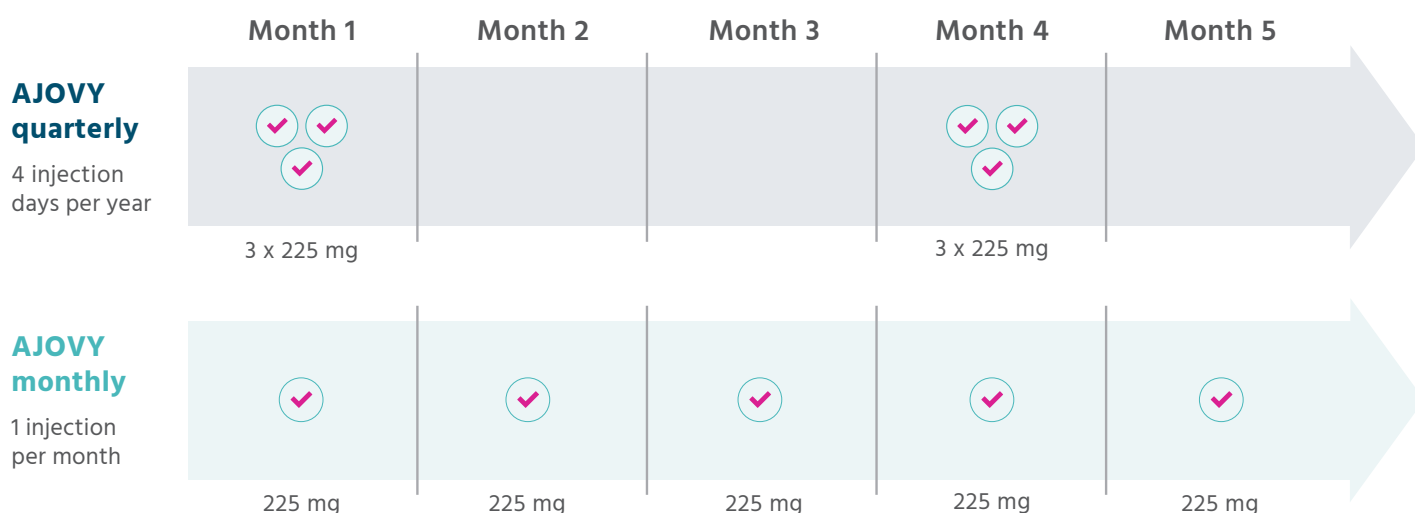 Month 1 Month 2 Month 3 Month 4 Month 5
AJOVY
quarterly
4 injection
days per year
3 x 225 mg 3 x 225 mg
AJOVY
monthly
1 injection
per month
225 mg 225 mg 225 mg 225 mg 225 mg